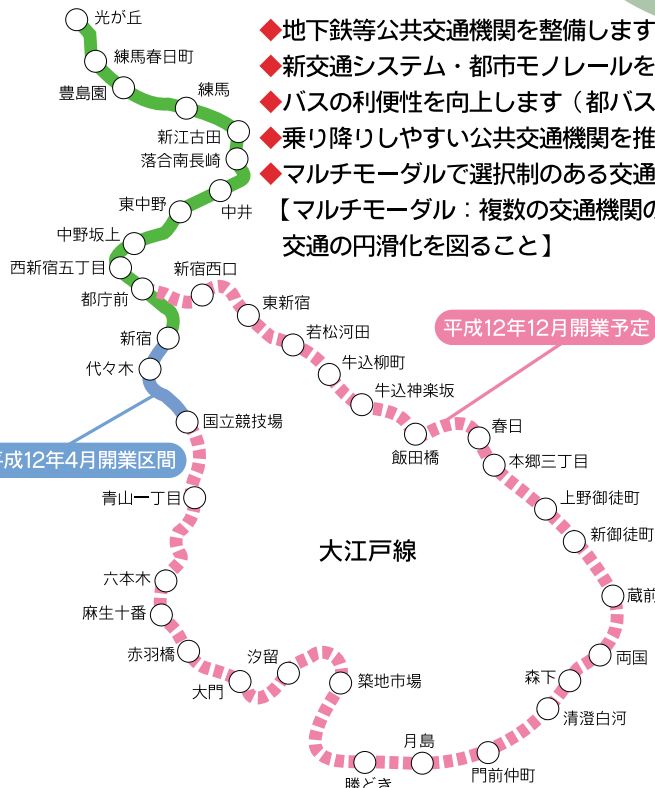 光が丘
◆地下鉄等公共交通機関を整備します
練馬春日町
◆新交通システム・都市モノレールを
豊島園
練馬
◆バスの利便性を向上します（都バス
新江古田
◆乗り降りしやすい公共交通機関を推
落合南長崎
◆マルチモーダルで選択制のある交通
東中野
中井
【マルチモーダル：複数の交通機関の
交通の円滑化を図ること】
中野坂上
西新宿五丁目
新宿西口
都庁前
東新宿
新宿
若松河田
平成12年12月開業予定
代々木
牛込柳町
牛込神楽坂
国立競技場
春日
飯田橋
平成12年4月開業区間
本郷三丁目
青山一丁目
上野御徒町
新御徒町
大江戸線
六本木
蔵前
麻生十番
赤羽橋
汐留
両国
大門
築地市場
森下
清澄白河
月島
門前仲町
勝どき